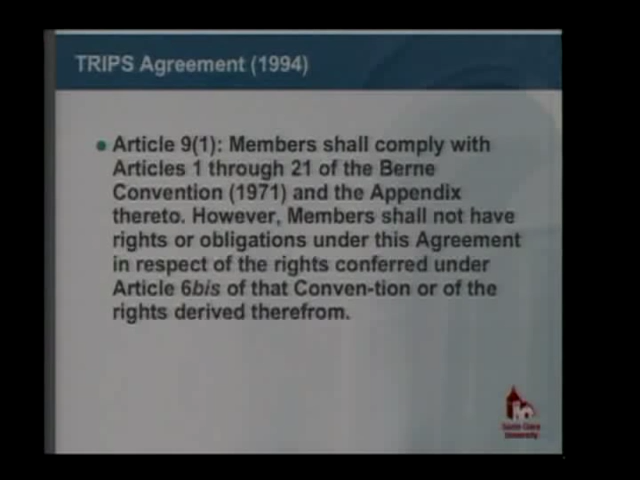 TRIPS Agreement (1994)
Article 9(1): Members shall comply with
Articles 1 through 21 of the Berne
Convention (1971) and the Appendix
thereto. However, Members shall not have
rights or obligations under this Agreement
in respect of the rights conferred under
Article 6bis of that Conven-tion or of the
rights derived therefrom.
Santa Clara
University